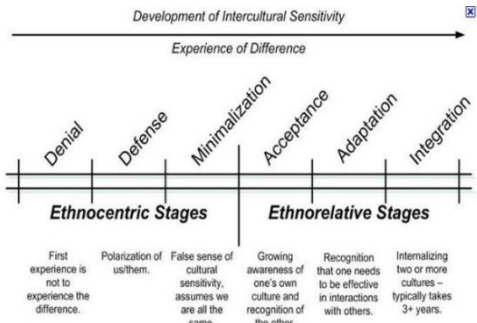 Development of Intercultural Sensitivity
Experience of Difference
Denial
Defense
Minimalization
Acceptance
Adaptation
Integration
Ethnocentric Stages
Ethnorelative Stages
First
experience is
not to
experience the
difference.
Polarization of
us/them.
False sense of
cultural
sensitivity,
assumes we
are all the
same
Growing
awareness of
one's own
culture and
recognition of
the other
Recognition
that one needs
to be effective
in interactions
with others.
Internalizing
two or more
cultures –
typically takes
3+ years.